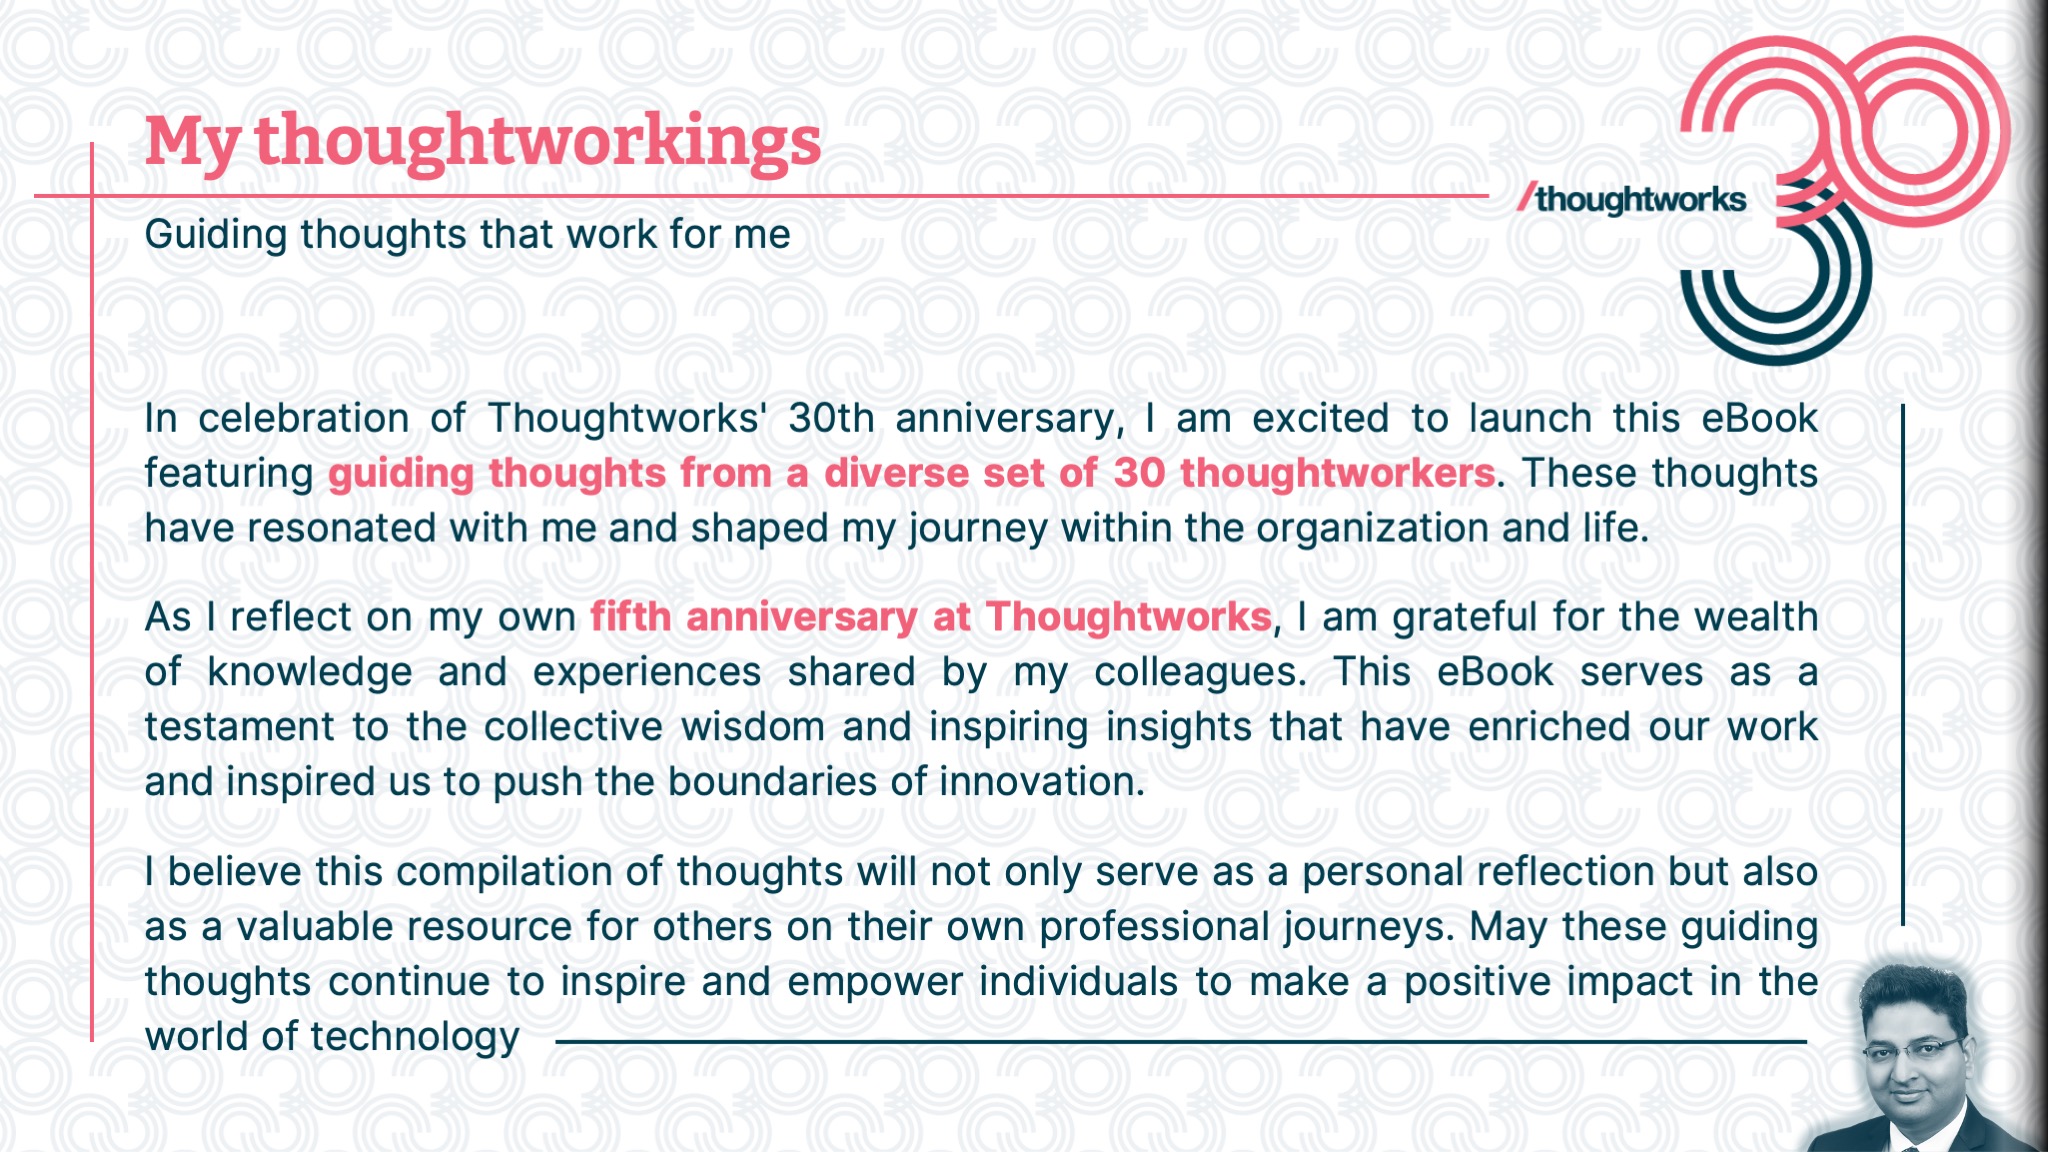 My thoughtworkings
/thoughtworks
Guiding thoughts that work for me
30
In celebration of Thoughtworks' 30th anniversary, I am excited to launch this eBook
featuring guiding thoughts from a diverse set of 30 thoughtworkers. These thoughts
have resonated with me and shaped my journey within the organization and life.
As I reflect on my own fifth anniversary at Thoughtworks, I am grateful for the wealth
of knowledge and experiences shared by my colleagues. This eBook serves as a
testament to the collective wisdom and inspiring insights that have enriched our work
and inspired us to push the boundaries of innovation.
I believe this compilation of thoughts will not only serve as a personal reflection but also
as a valuable resource for others on their own professional journeys. May these guiding
thoughts continue to inspire and empower individuals to make a positive impact in the
world of technology